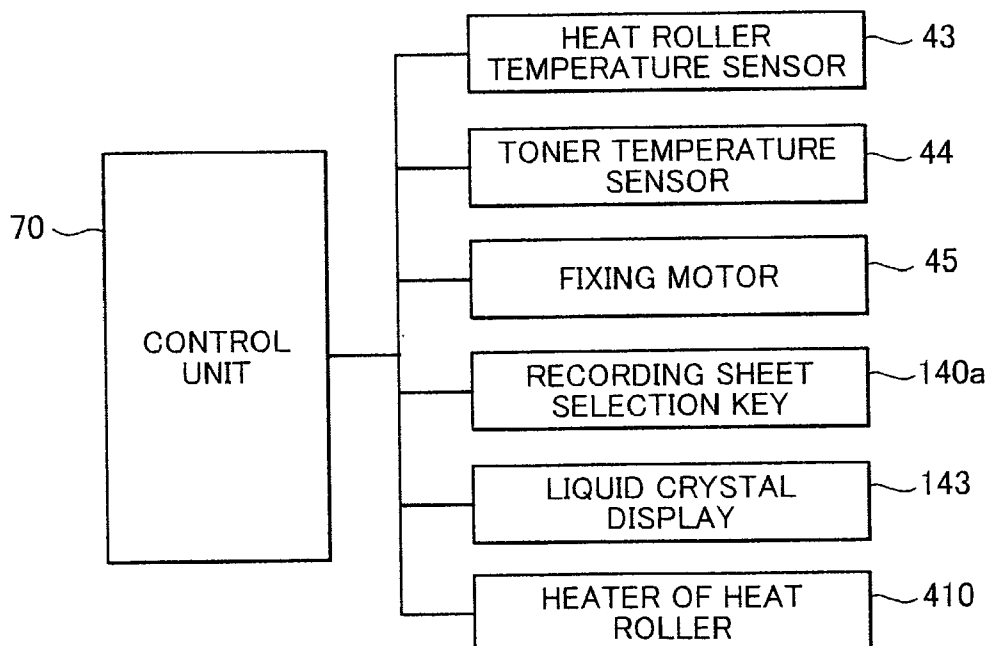 HEAT ROLLER
TEMPERATURE SENSOR
43
TONER TEMPERATURE
SENSOR
44
70
FIXING MOTOR
45
CONTROL
UNIT
RECORDING SHEET
SELECTION KEY
140a
LIQUID CRYSTAL
DISPLAY
143
HEATER OF HEAT
ROLLER
410